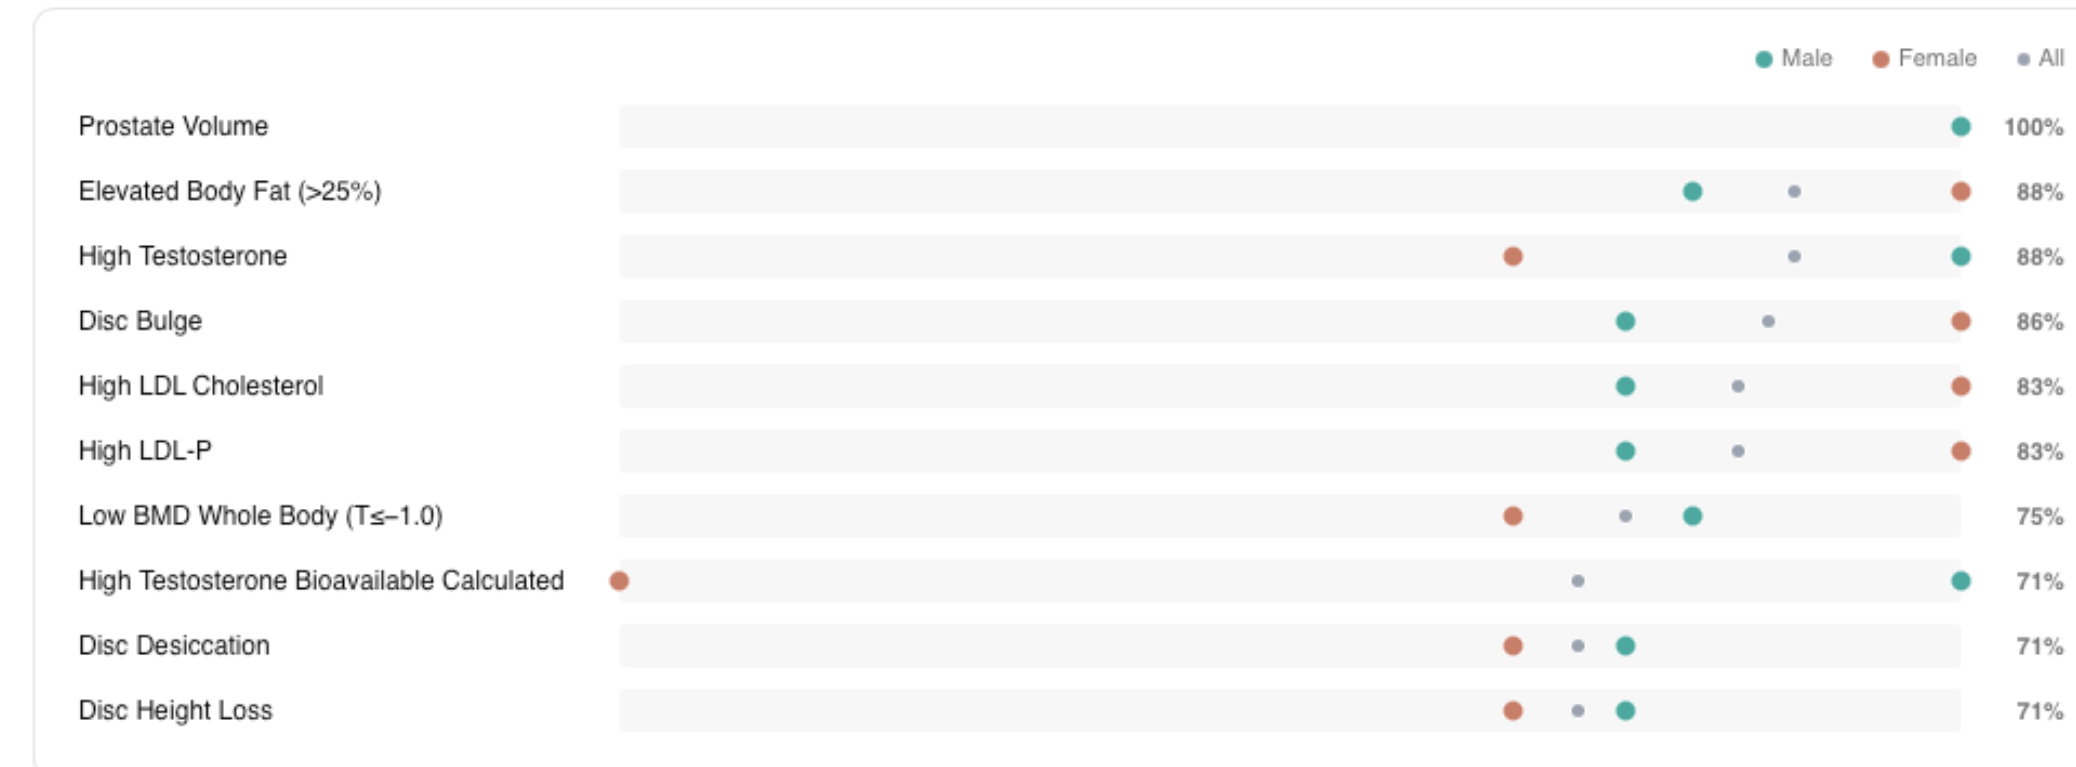 Male Female All
Prostate Volume 100%
Elevated Body Fat (>25%) 88%
High Testosterone 88%
Disc Bulge 86%
High LDL Cholesterol 83%
High LDL-P 83%
Low BMD Whole Body (T≤−1.0) 75%
High Testosterone Bioavailable Calculated 71%
Disc Desiccation 71%
Disc Height Loss 71%